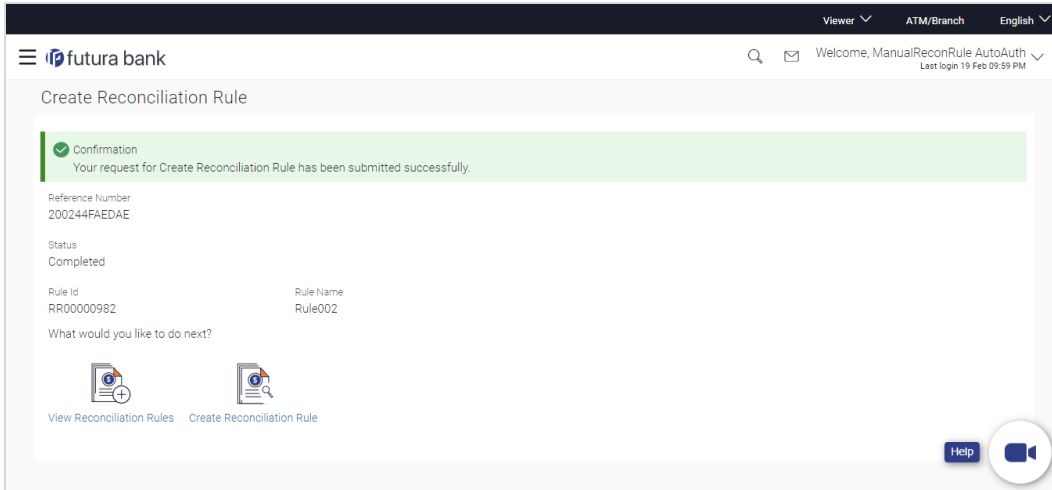 Viewer ATM/Branch English
futura bank
Welcome, ManualReconRule AutoAuth
Last login 19 Feb 09:59 PM
Create Reconciliation Rule
Confirmation
Your request for Create Reconciliation Rule has been submitted successfully.
Reference Number
200244FAEDAE
Status
Completed
Rule Id Rule Name
RR00000982 Rule002
What would you like to do next?
View Reconciliation Rules Create Reconciliation Rule
Help